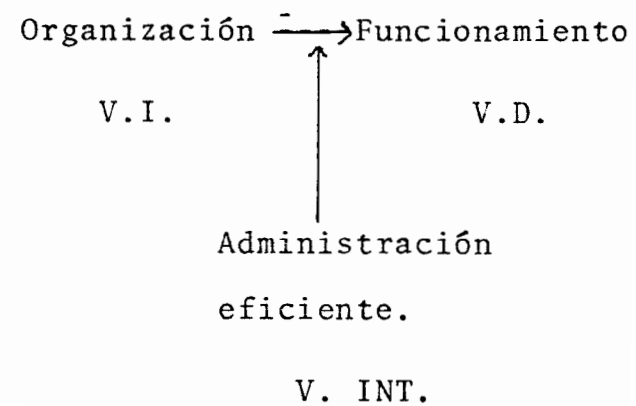 Organización - → Funcionamiento
V.I. V.D.
Administración
eficiente.
V. INT.